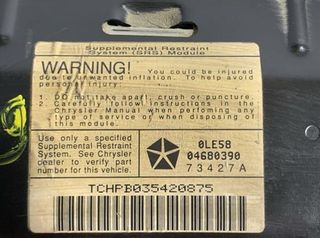 Supplemental Restraint
System (SRS) Module
WARNING! You could be injured
due to unwanted inflation. To help avoid
personal injury:
1. DO not take apart, crush or puncture.
2. Carefully follow instructions in the
Chrysler Manual when performing any
type of service or when disposing of
this module.
Use only a specified
Supplemental Restraint
System. See Chrysler
dealer to verify part
number for this vehicle.
0LE58
04680390
73427A
TCHPB035420875